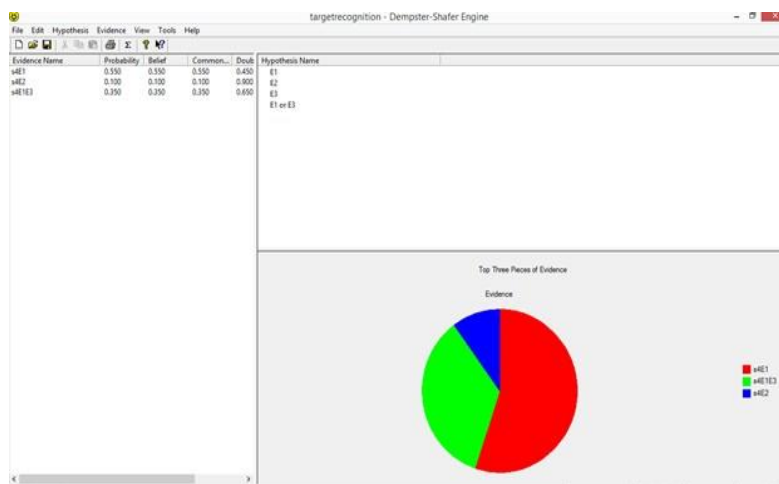 targetrecognition - Dempster-Shafer Engine
File Edit Hypothesis Evidence View Tools Help
Evidence Name Probability Belief Common... Doub
s4E1 0.550 0.550 0.550 0.450
s4E2 0.100 0.100 0.100 0.900
s4E1E3 0.350 0.350 0.350 0.650
Hypothesis Name
E1
E2
E3
E1 or E3
Top Three Pieces of Evidence
Evidence
s4E1
s4E1E3
s4E2